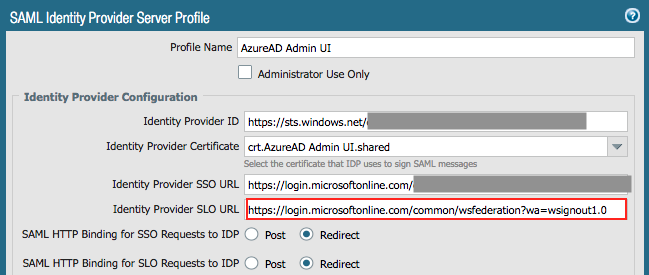 SAML Identity Provider Server Profile
Profile Name AzureAD Admin UI
Administrator Use Only
Identity Provider Configuration
Identity Provider ID https://sts.windows.net/
Identity Provider Certificate crt.AzureAD Admin UI.shared
Select the certificate that IDP uses to sign SAML messages
Identity Provider SSO URL https://login.microsoftonline.com/
Identity Provider SLO URL https://login.microsoftonline.com/common/wsfederation?wa=wsignout1.0
SAML HTTP Binding for SSO Requests to IDP Post Redirect
SAML HTTP Binding for SLO Requests to IDP Post Redirect